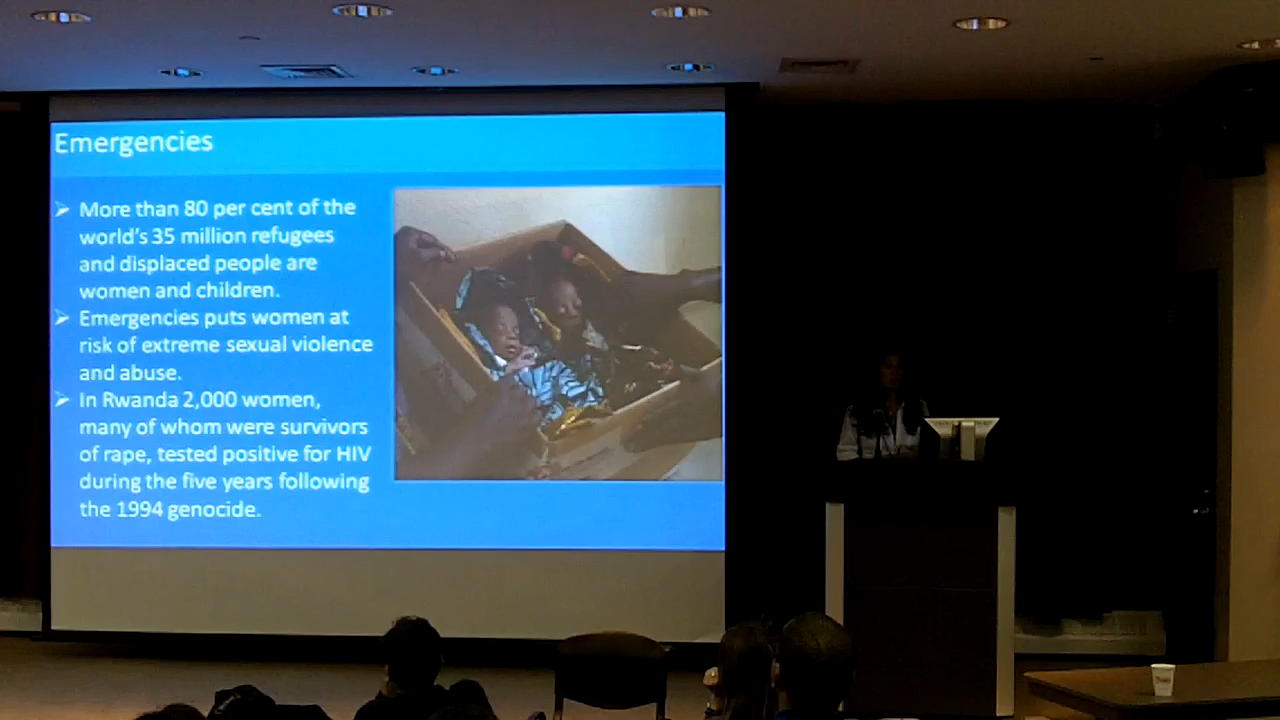 Emergencies
➢ More than 80 per cent of the
world's 35 million refugees
and displaced people are
women and children.
➢ Emergencies puts women at
risk of extreme sexual violence
and abuse.
➢ In Rwanda 2,000 women,
many of whom were survivors
of rape, tested positive for HIV
during the five years following
the 1994 genocide.